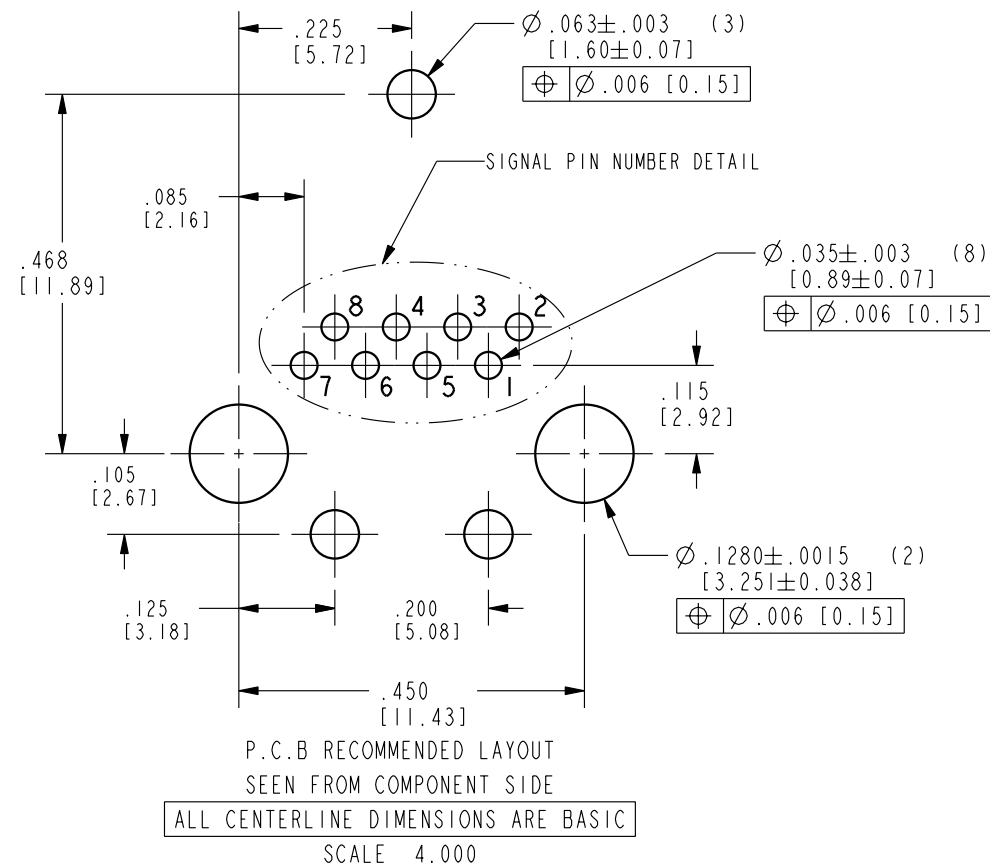 .225
[5.72]
Ø.063±.003 (3)
[1.60±0.07]
⌖ Ø.006 [0.15]
SIGNAL PIN NUMBER DETAIL
.085
[2.16]
.468
[11.89]
Ø.035±.003 (8)
[0.89±0.07]
⌖ Ø.006 [0.15]
8 4 3 2
7 6 5 1
.115
[2.92]
.105
[2.67]
Ø.1280±.0015 (2)
[3.251±0.038]
⌖ Ø.006 [0.15]
.125
[3.18]
.200
[5.08]
.450
[11.43]
P.C.B RECOMMENDED LAYOUT
SEEN FROM COMPONENT SIDE
ALL CENTERLINE DIMENSIONS ARE BASIC
SCALE 4.000